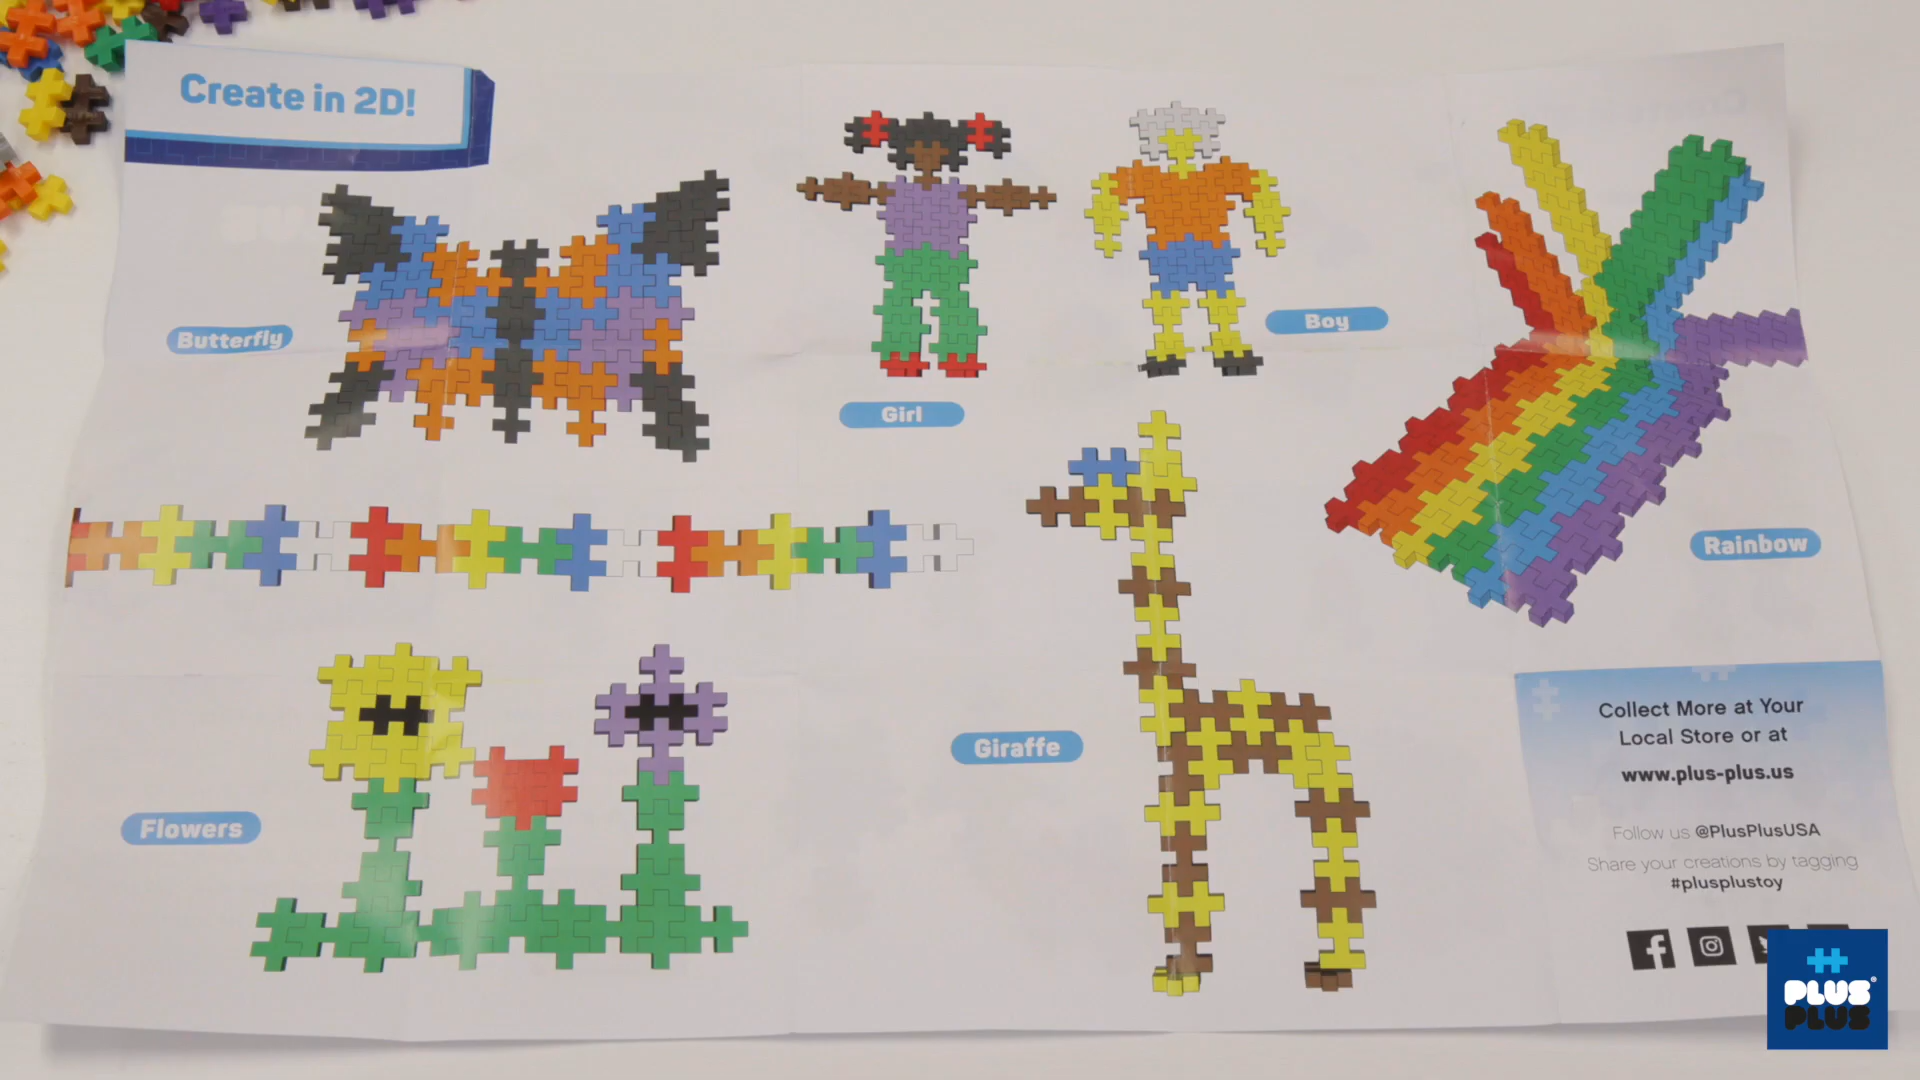 Create in 2D!
Butterfly
Girl
Boy
Rainbow
Flowers
Giraffe
Collect More at Your
Local Store or at
www.plus-plus.us
Follow us @PlusPlusUSA
Share your creations by tagging
#plusplustoy
PLUS®
PLUS